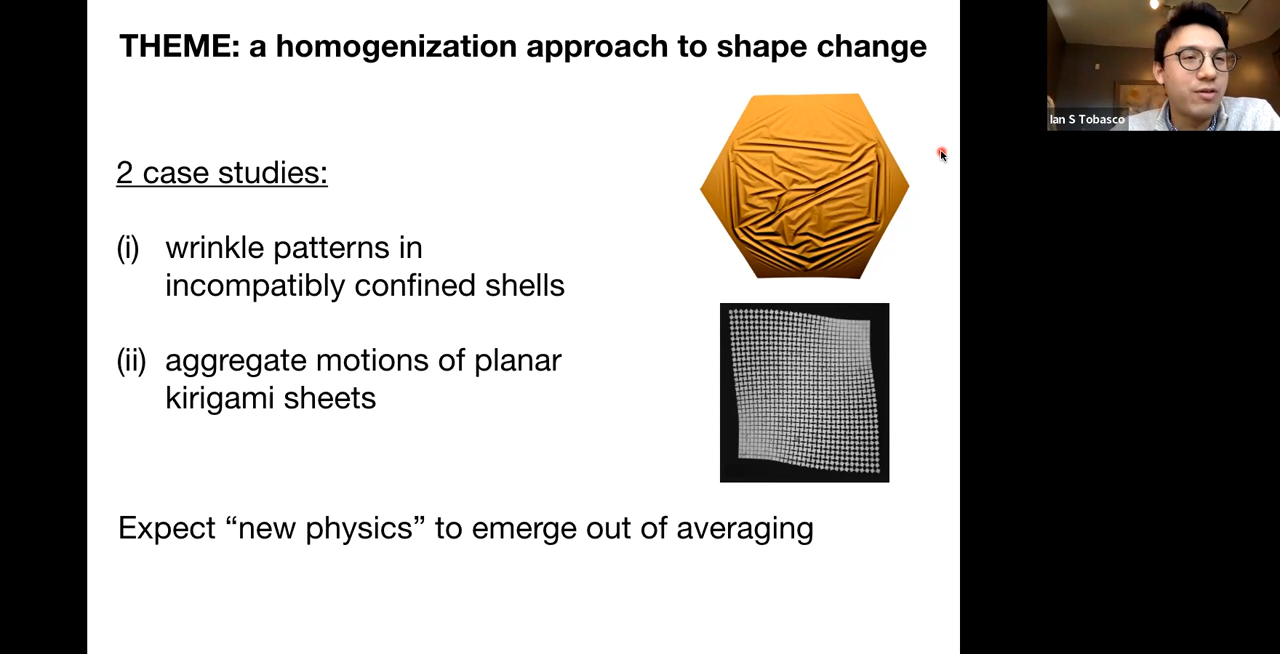 THEME: a homogenization approach to shape change
2 case studies:
(i) wrinkle patterns in
incompatibly confined shells
(ii) aggregate motions of planar
kirigami sheets
Expect “new physics” to emerge out of averaging
Ian S Tobasco